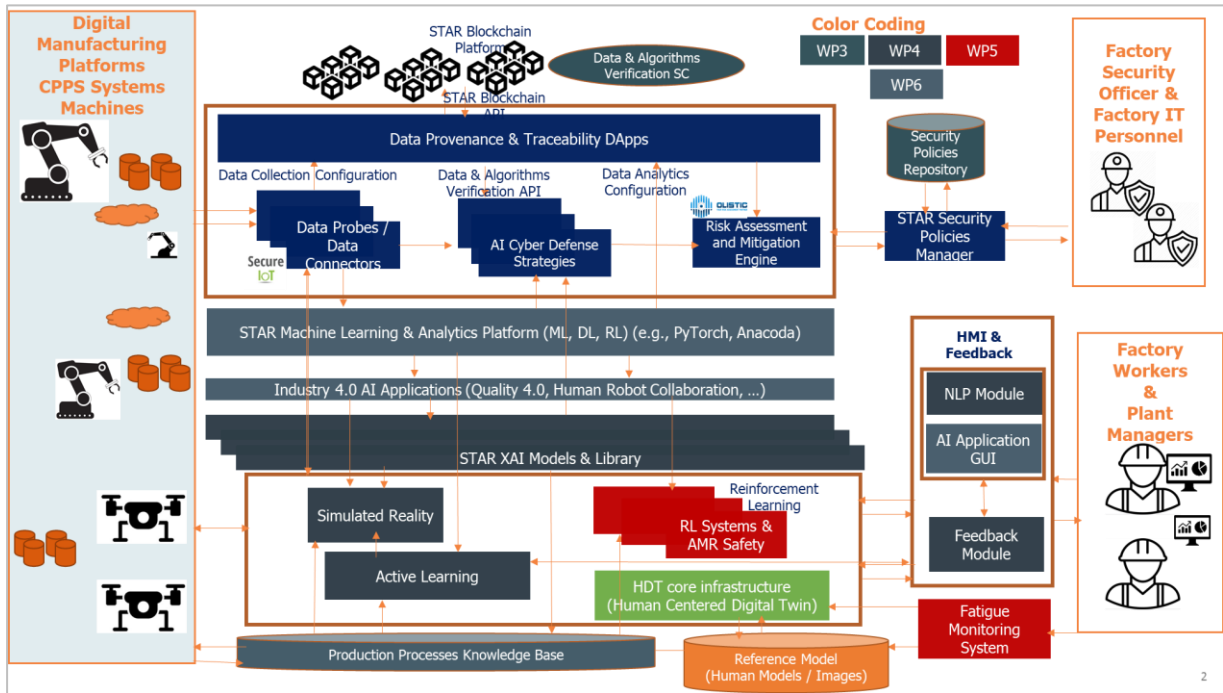 Digital
Manufacturing
Platforms
CPPS Systems
Machines
STAR Blockchain
Platform
Data & Algorithms
Verification SC
Color Coding
WP3
WP4
WP5
WP6
Factory
Security
Officer &
Factory IT
Personnel
STAR Blockchain
API
Data Provenance & Traceability DApps
Security
Policies
Repository
Data Collection Configuration
Data & Algorithms
Verification API
Data Analytics
Configuration
OLISTIC
Data Probes /
Data
Connectors
Secure
IoT
AI Cyber Defense
Strategies
Risk Assessment
and Mitigation
Engine
STAR Security
Policies
Manager
STAR Machine Learning & Analytics Platform (ML, DL, RL) (e.g., PyTorch, Anacoda)
Industry 4.0 AI Applications (Quality 4.0, Human Robot Collaboration, ...)
STAR XAI Models & Library
HMI &
Feedback
NLP Module
AI Application
GUI
Feedback
Module
Factory
Workers
&
Plant
Managers
Simulated Reality
Reinforcement
Learning
RL Systems &
AMR Safety
Active Learning
HDT core infrastructure
(Human Centered Digital Twin)
Fatigue
Monitoring
System
Production Processes Knowledge Base
Reference Model
(Human Models / Images)
2